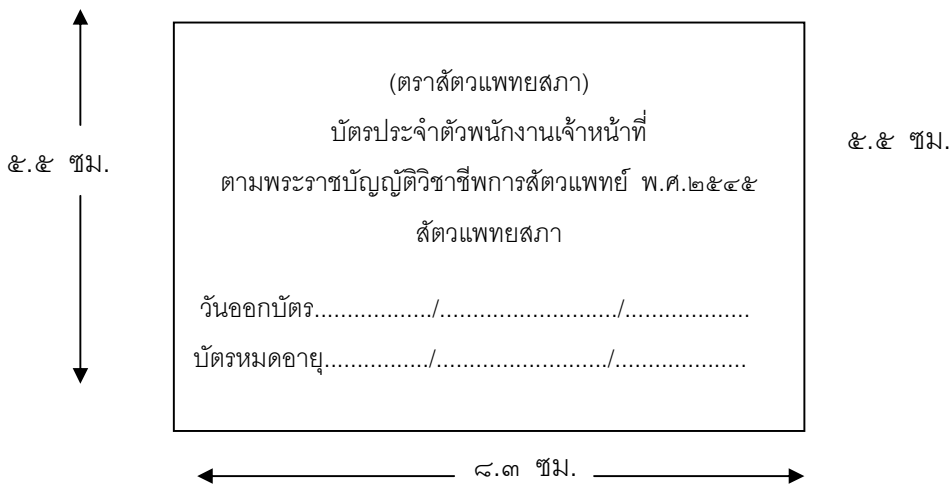 (ตราสัตวแพทยสภา)
บัตรประจำตัวพนักงานเจ้าหน้าที่
๕.๕ ซม.
๕.๕ ซม.
ตามพระราชบัญญัติวิชาชีพการสัตวแพทย์ พ.ศ.๒๕๔๕
สัตวแพทยสภา
วันออกบัตร................../.........................../...................
บัตรหมดอายุ................/........................../....................
๘.๓ ซม.